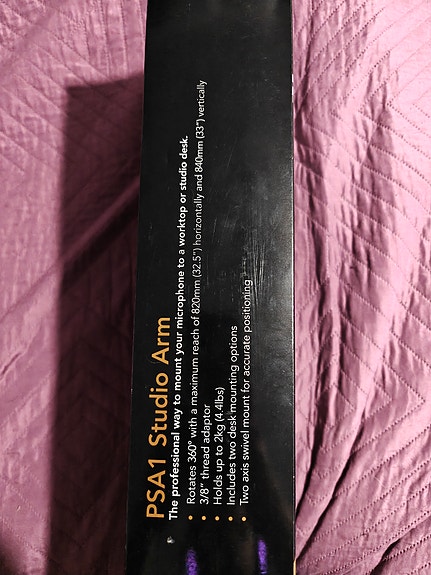 PSA1 Studio Arm
The professional way to mount your microphone to a worktop or studio desk.
• Rotates 360° with a maximum reach of 820mm (32.5") horizontally and 840mm (33") vertically
• 3/8" thread adaptor
• Holds up to 2kg (4.4lbs)
• Includes two desk mounting options
• Two axis swivel mount for accurate positioning